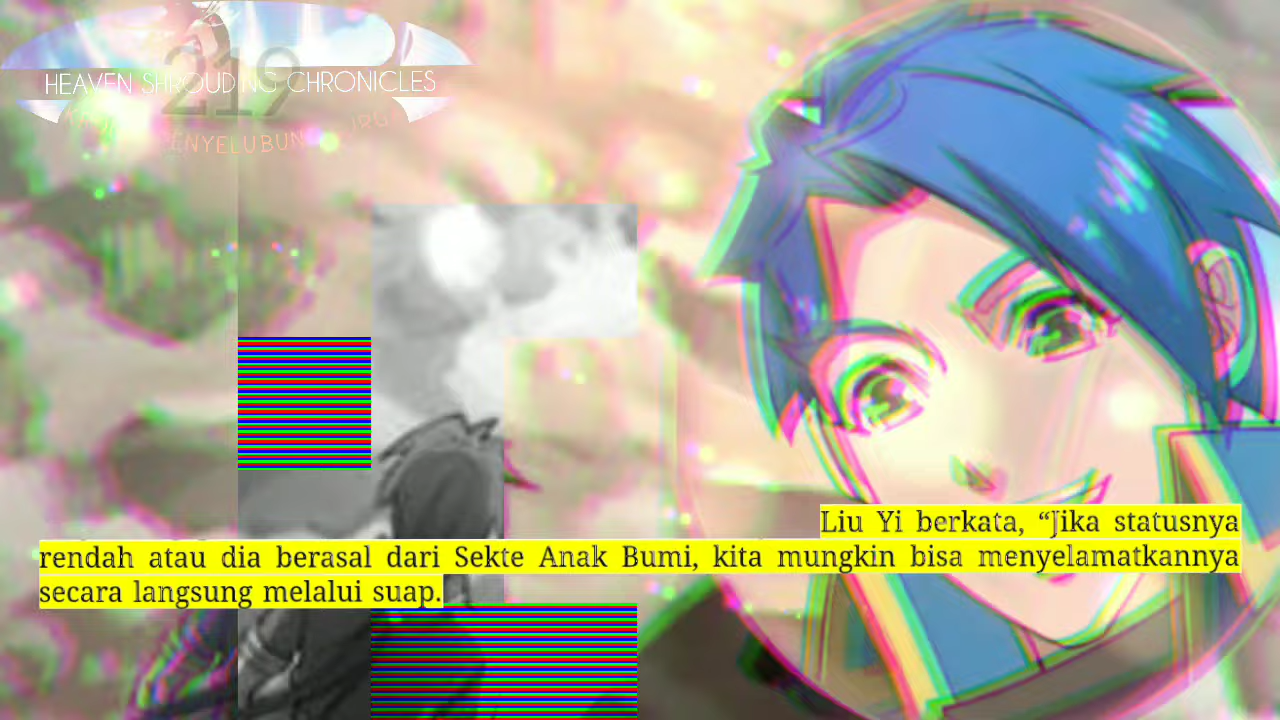 219
HEAVEN SHROUDING CHRONICLES
Liu Yi berkata, “Jika statusnya
rendah atau dia berasal dari Sekte Anak Bumi, kita mungkin bisa menyelamatkannya
secara langsung melalui suap.